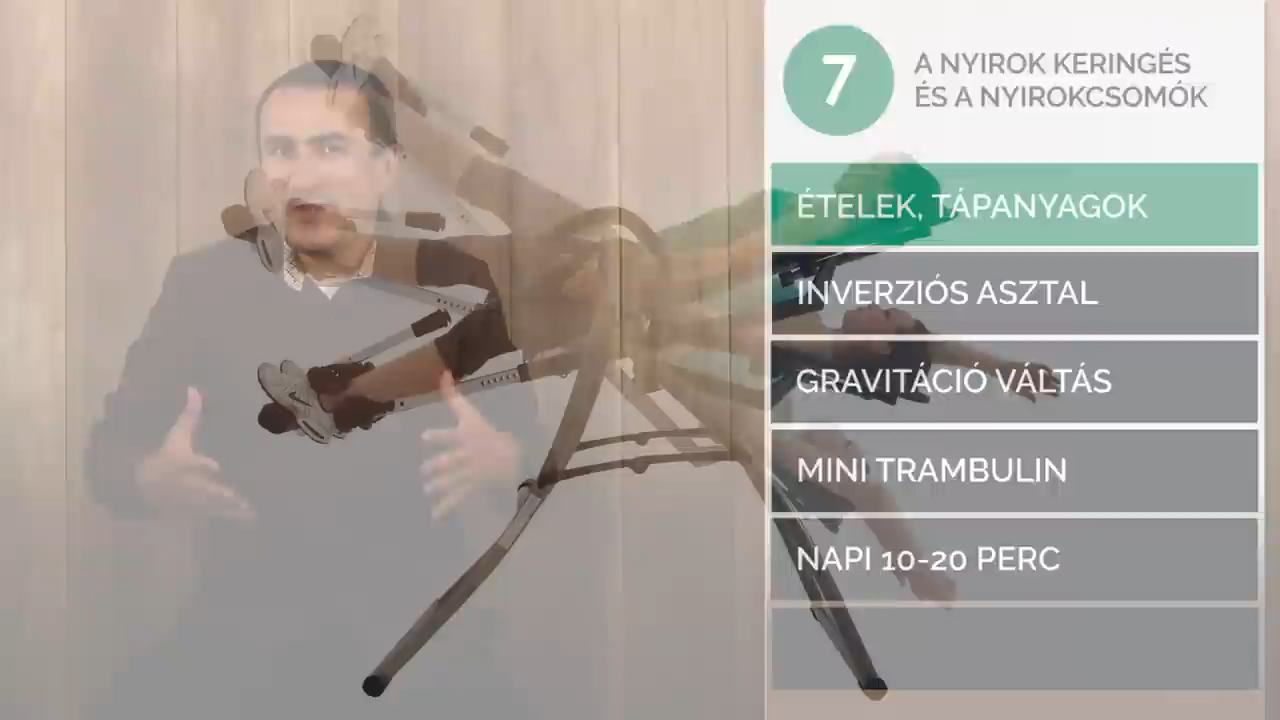 7
A NYIROK KERINGÉS
ÉS A NYIROKCSOMÓK
ÉTELEK, TÁPANYAGOK
INVERZIÓS ASZTAL
GRAVITÁCIÓ VÁLTÁS
MINI TRAMBULIN
NAPI 10-20 PERC